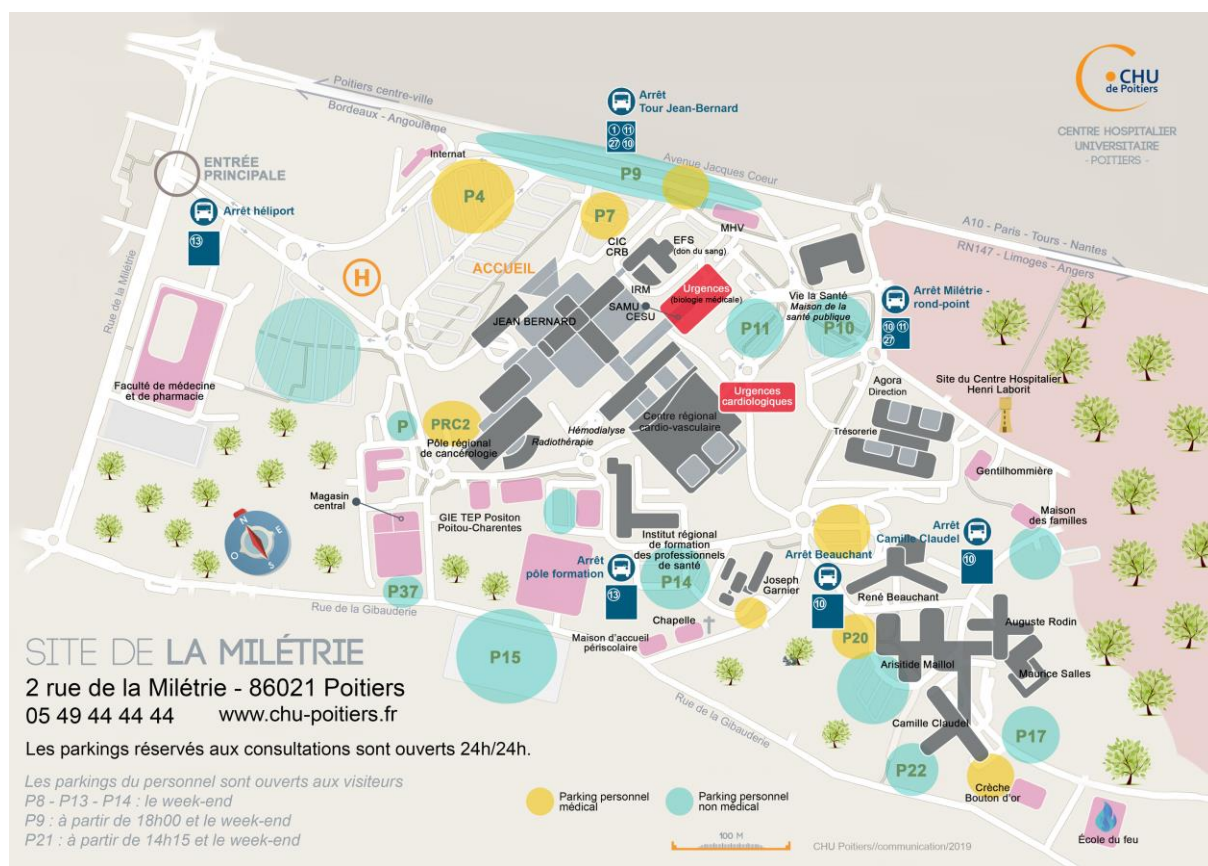 Poitiers centre-ville
Bordeaux - Angoulême
Arrêt
Tour Jean-Bernard
1 11
27 10
CHU
de Poitiers
CENTRE HOSPITALIER
UNIVERSITAIRE
- POITIERS -
ENTRÉE
PRINCIPALE
Internat
Avenue Jacques Coeur
P9
P4
P7
Arrêt héliport
13
MHV
A10 - Paris - Tours - Nantes
RN147 - Limoges - Angers
Rue de la Milétrie
H
ACCUEIL
CIC
CRB
EFS
(don du sang)
IRM
Urgences
(biologie médicale)
SAMU
CESU
Vie la Santé
Maison de la
santé publique
Arrêt Milétrie -
rond-point
10 11
27
JEAN BERNARD
P11
P10
Faculté de médecine
et de pharmacie
Agora
Direction
Site du Centre Hospitalier
Henri Laborit
Urgences
cardiologiques
P
PRC2
Pôle régional
de cancérologie
Hémodialyse
Radiothérapie
Centre régional
cardio-vasculaire
Trésorerie
Gentilhommière
Magasin
central
GIE TEP Positon
Poitou-Charentes
Maison
des familles
N
E
S
O
Institut régional
de formation
des professionnels
de santé
Arrêt
Camille Claudel
10
Arrêt Beauchant
10
Arrêt
pôle formation
13
P14
Joseph
Garnier
René Beauchant
P37
Rue de la Gibauderie
Chapelle
Maison d'accueil
périscolaire
P15
P20
Auguste Rodin
Arisitide Maillol
Maurice Salles
SITE DE LA MILÉTRIE
2 rue de la Milétrie - 86021 Poitiers
05 49 44 44 44 www.chu-poitiers.fr
Rue de la Gibauderie
Camille Claudel
P17
P22
Les parkings réservés aux consultations sont ouverts 24h/24h.
Les parkings du personnel sont ouverts aux visiteurs
P8 - P13 - P14 : le week-end
P9 : à partir de 18h00 et le week-end
P21 : à partir de 14h15 et le week-end
Crèche
Bouton d'or
Parking personnel
médical
Parking personnel
non médical
École du feu
100 M
CHU Poitiers//communication/2019